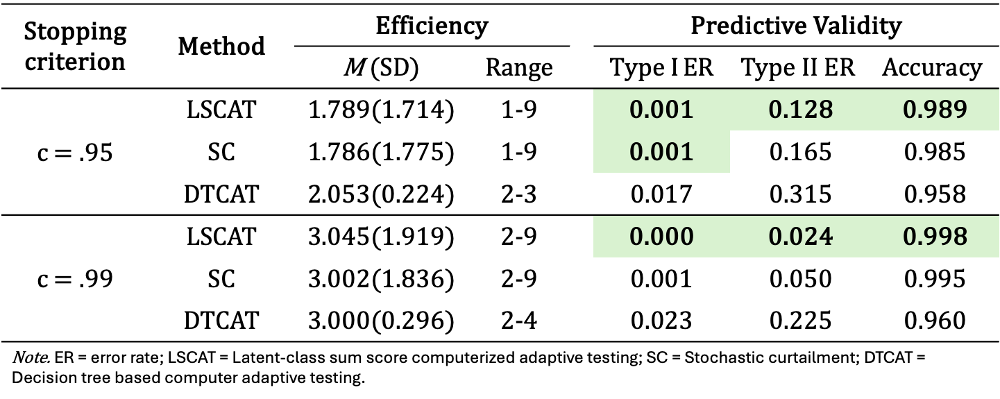 Stopping criterion Method Efficiency Predictive Validity
M (SD) Range Type I ER Type II ER Accuracy
c = .95 LSCAT 1.789(1.714) 1-9 0.001 0.128 0.989
SC 1.786(1.775) 1-9 0.001 0.165 0.985
DTCAT 2.053(0.224) 2-3 0.017 0.315 0.958
c = .99 LSCAT 3.045(1.919) 2-9 0.000 0.024 0.998
SC 3.002(1.836) 2-9 0.001 0.050 0.995
DTCAT 3.000(0.296) 2-4 0.023 0.225 0.960
Note. ER = error rate; LSCAT = Latent-class sum score computerized adaptive testing; SC = Stochastic curtailment; DTCAT =
Decision tree based computer adaptive testing.